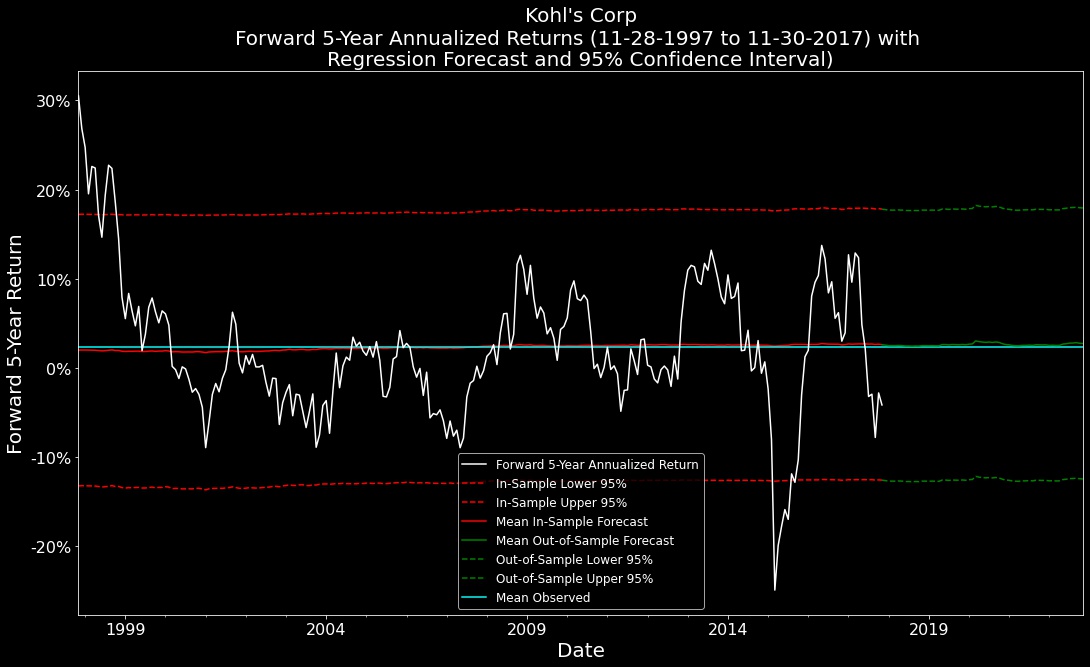 Kohl's Corp
Forward 5-Year Annualized Returns (11-28-1997 to 11-30-2017) with
Regression Forecast and 95% Confidence Interval)
30%
20%
10%
0%
-10%
-20%
Forward 5-Year Return
Forward 5-Year Annualized Return
In-Sample Lower 95%
In-Sample Upper 95%
Mean In-Sample Forecast
Mean Out-of-Sample Forecast
Out-of-Sample Lower 95%
Out-of-Sample Upper 95%
Mean Observed
1999
2004
2009
2014
2019
Date